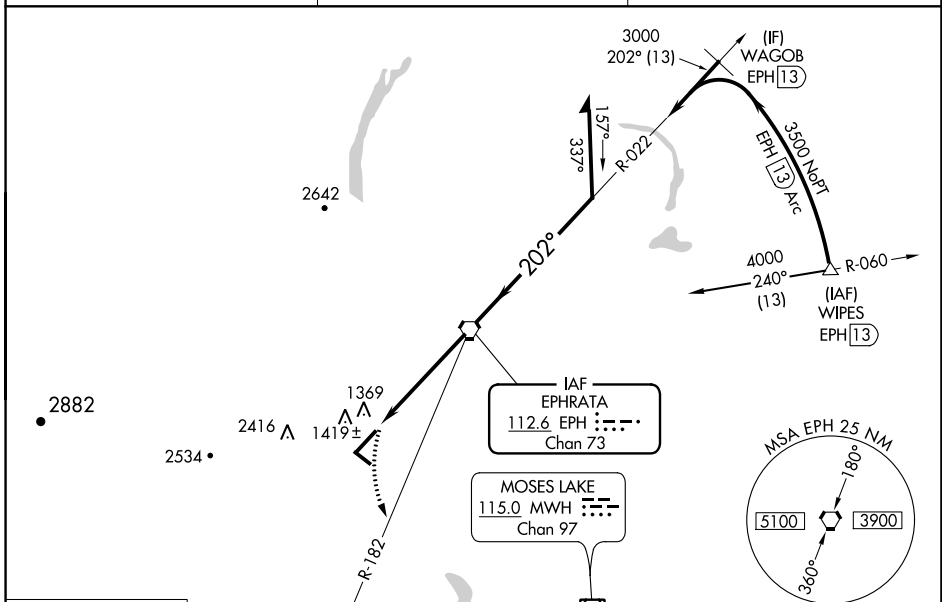 3000
202° (13)
(IF)
WAGOB
EPH 13
157°
337°
R-022
3500 NoPT
EPH 13 Arc
2642
202°
4000
240°
(13)
R-060
(IAF)
WIPES
EPH 13
IAF
EPHRATA
112.6 EPH
Chan 73
2882
2416
1369
1419±
2534
MOSES LAKE
115.0 MWH
Chan 97
R-182
MSA EPH 25 NM
180°
5100
3900
360°